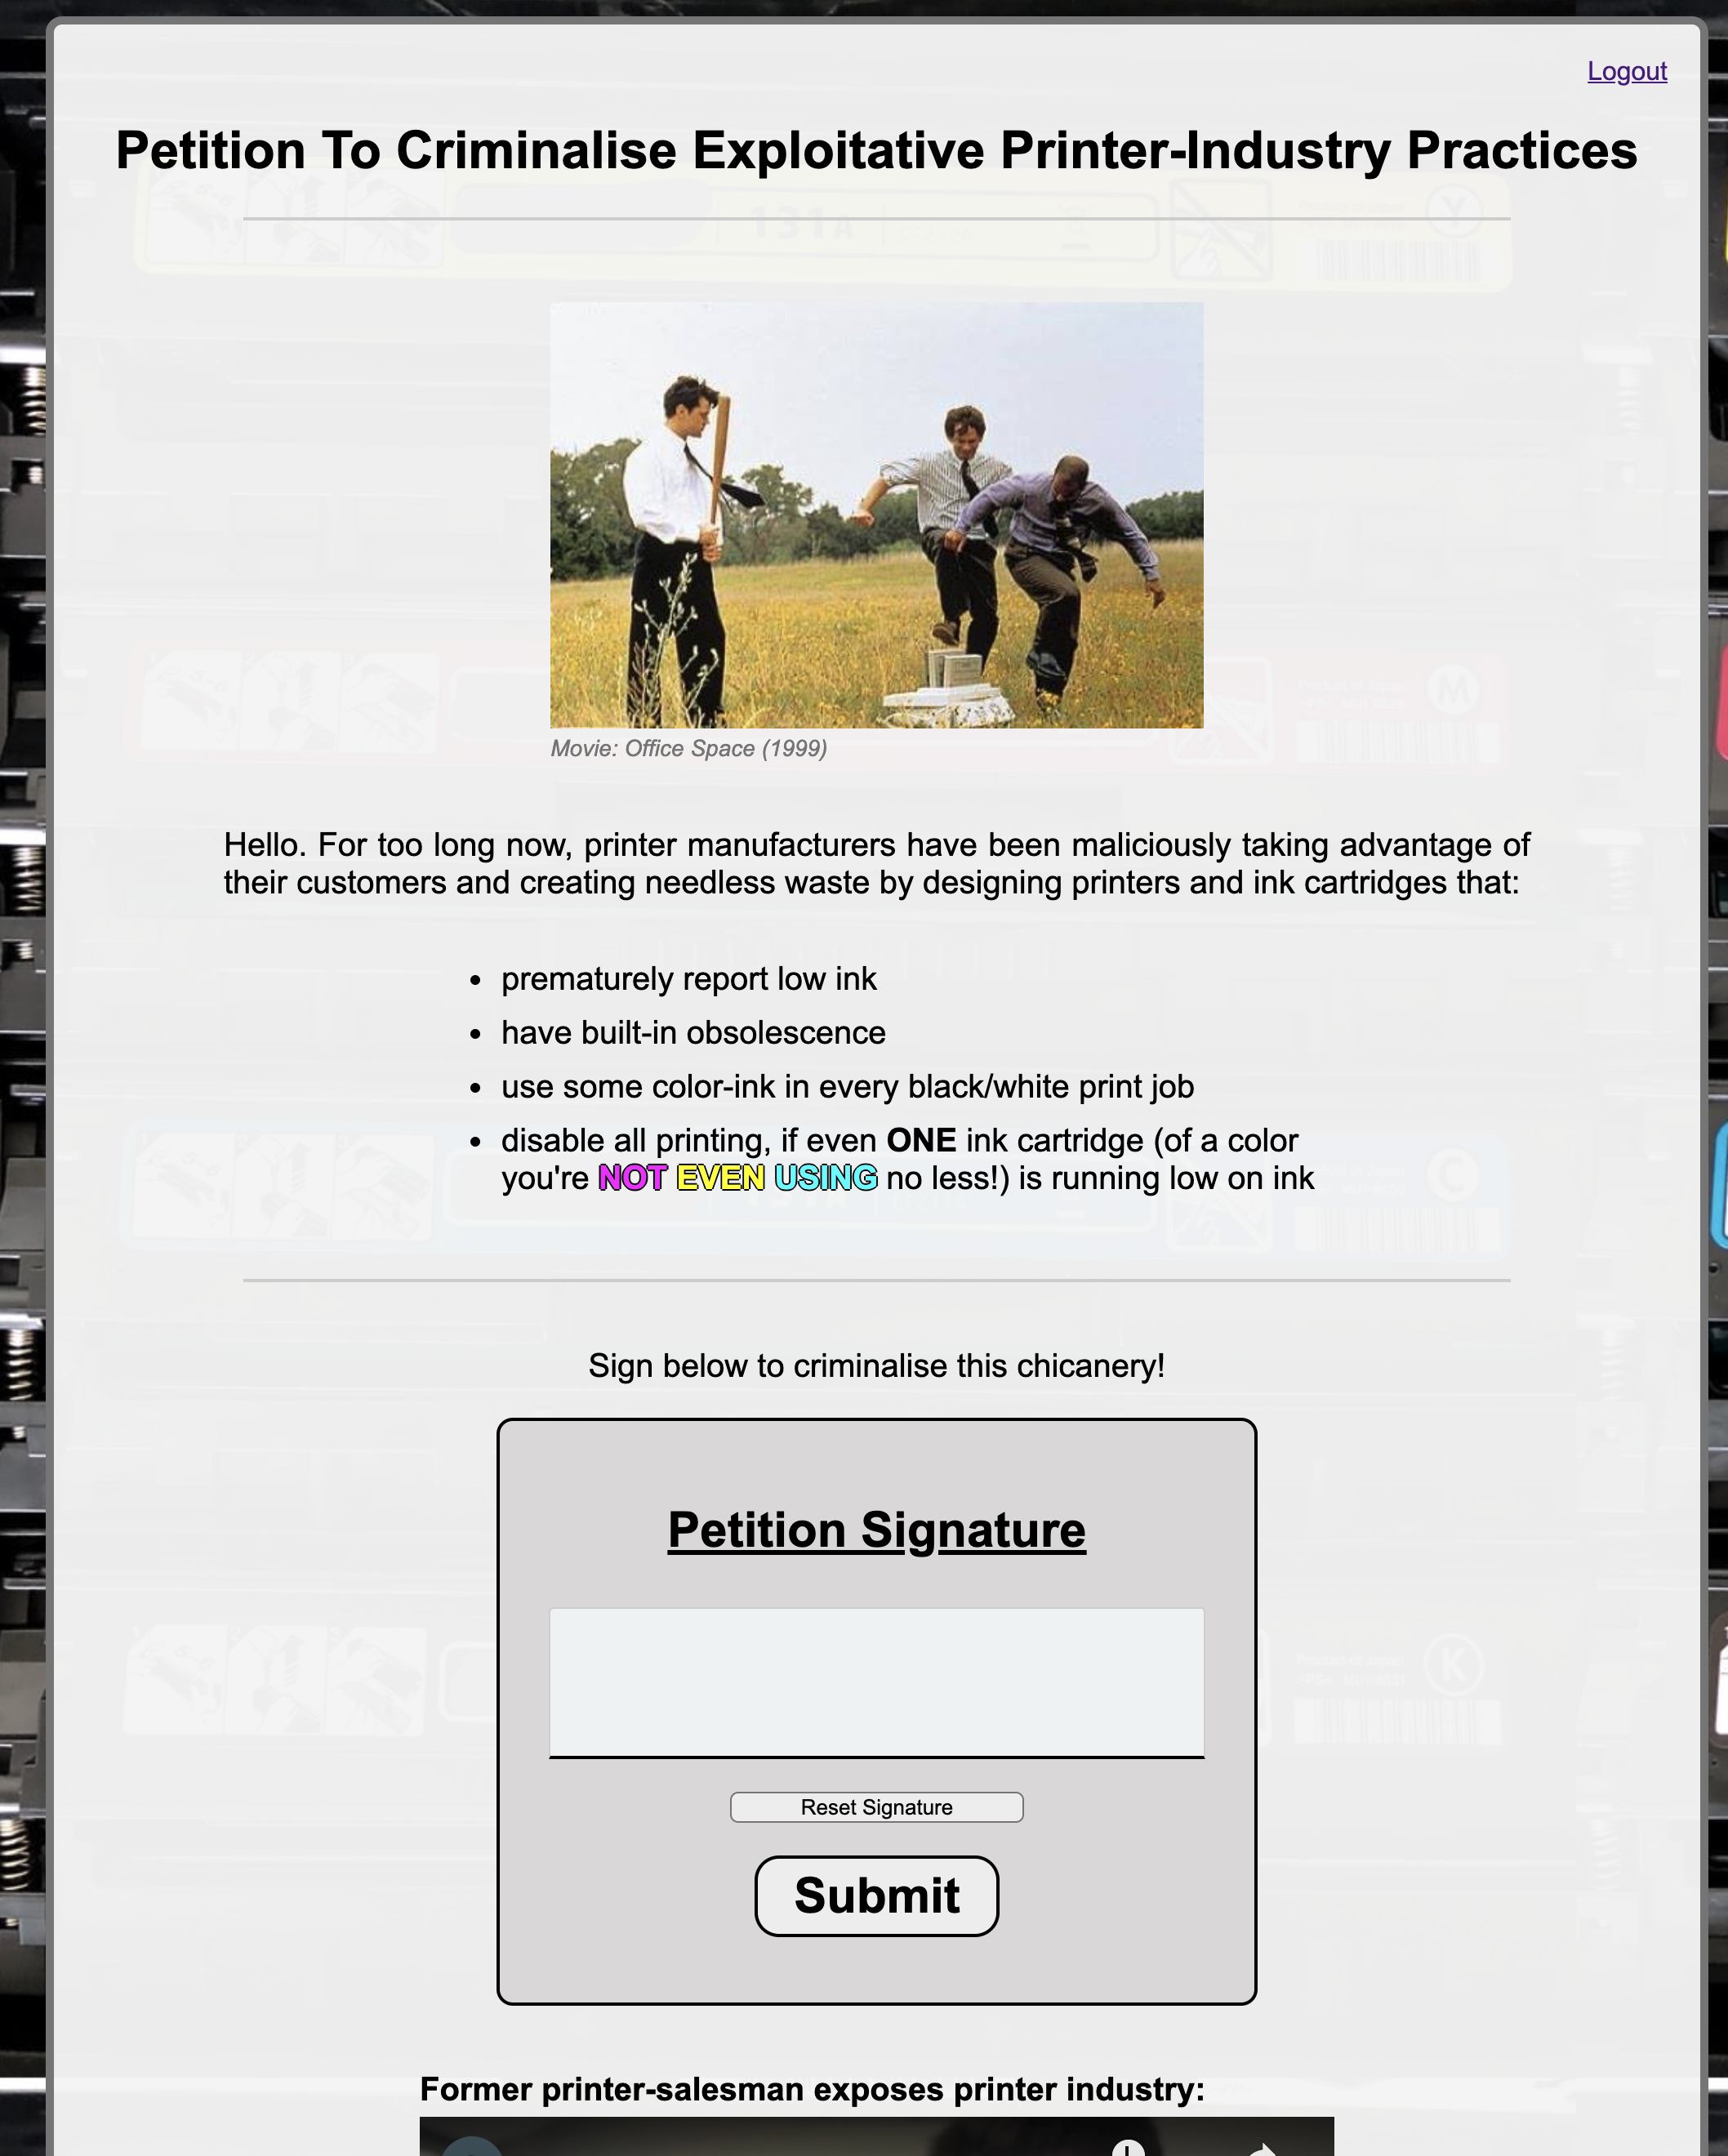 Logout
Petition To Criminalise Exploitative Printer-Industry Practices
131A
Y
Movie: Office Space (1999)
M
Hello. For too long now, printer manufacturers have been maliciously taking advantage of
their customers and creating needless waste by designing printers and ink cartridges that:
• prematurely report low ink
• have built-in obsolescence
• use some color-ink in every black/white print job
• disable all printing, if even ONE ink cartridge (of a color
you're NOT EVEN USING no less!) is running low on ink
C
Sign below to criminalise this chicanery!
Petition Signature
K
Reset Signature
Submit
Former printer-salesman exposes printer industry: